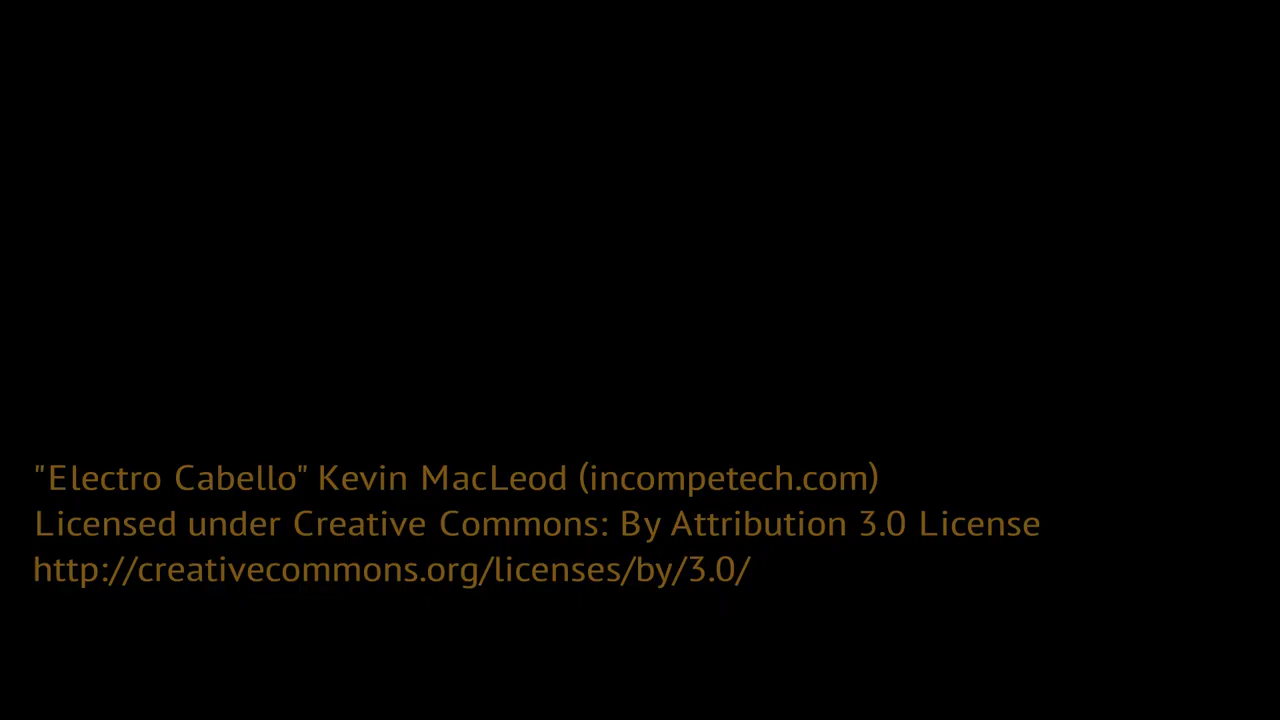 "Electro Cabello" Kevin MacLeod (incompetech.com)
Licensed under Creative Commons: By Attribution 3.0 License
http://creativecommons.org/licenses/by/3.0/